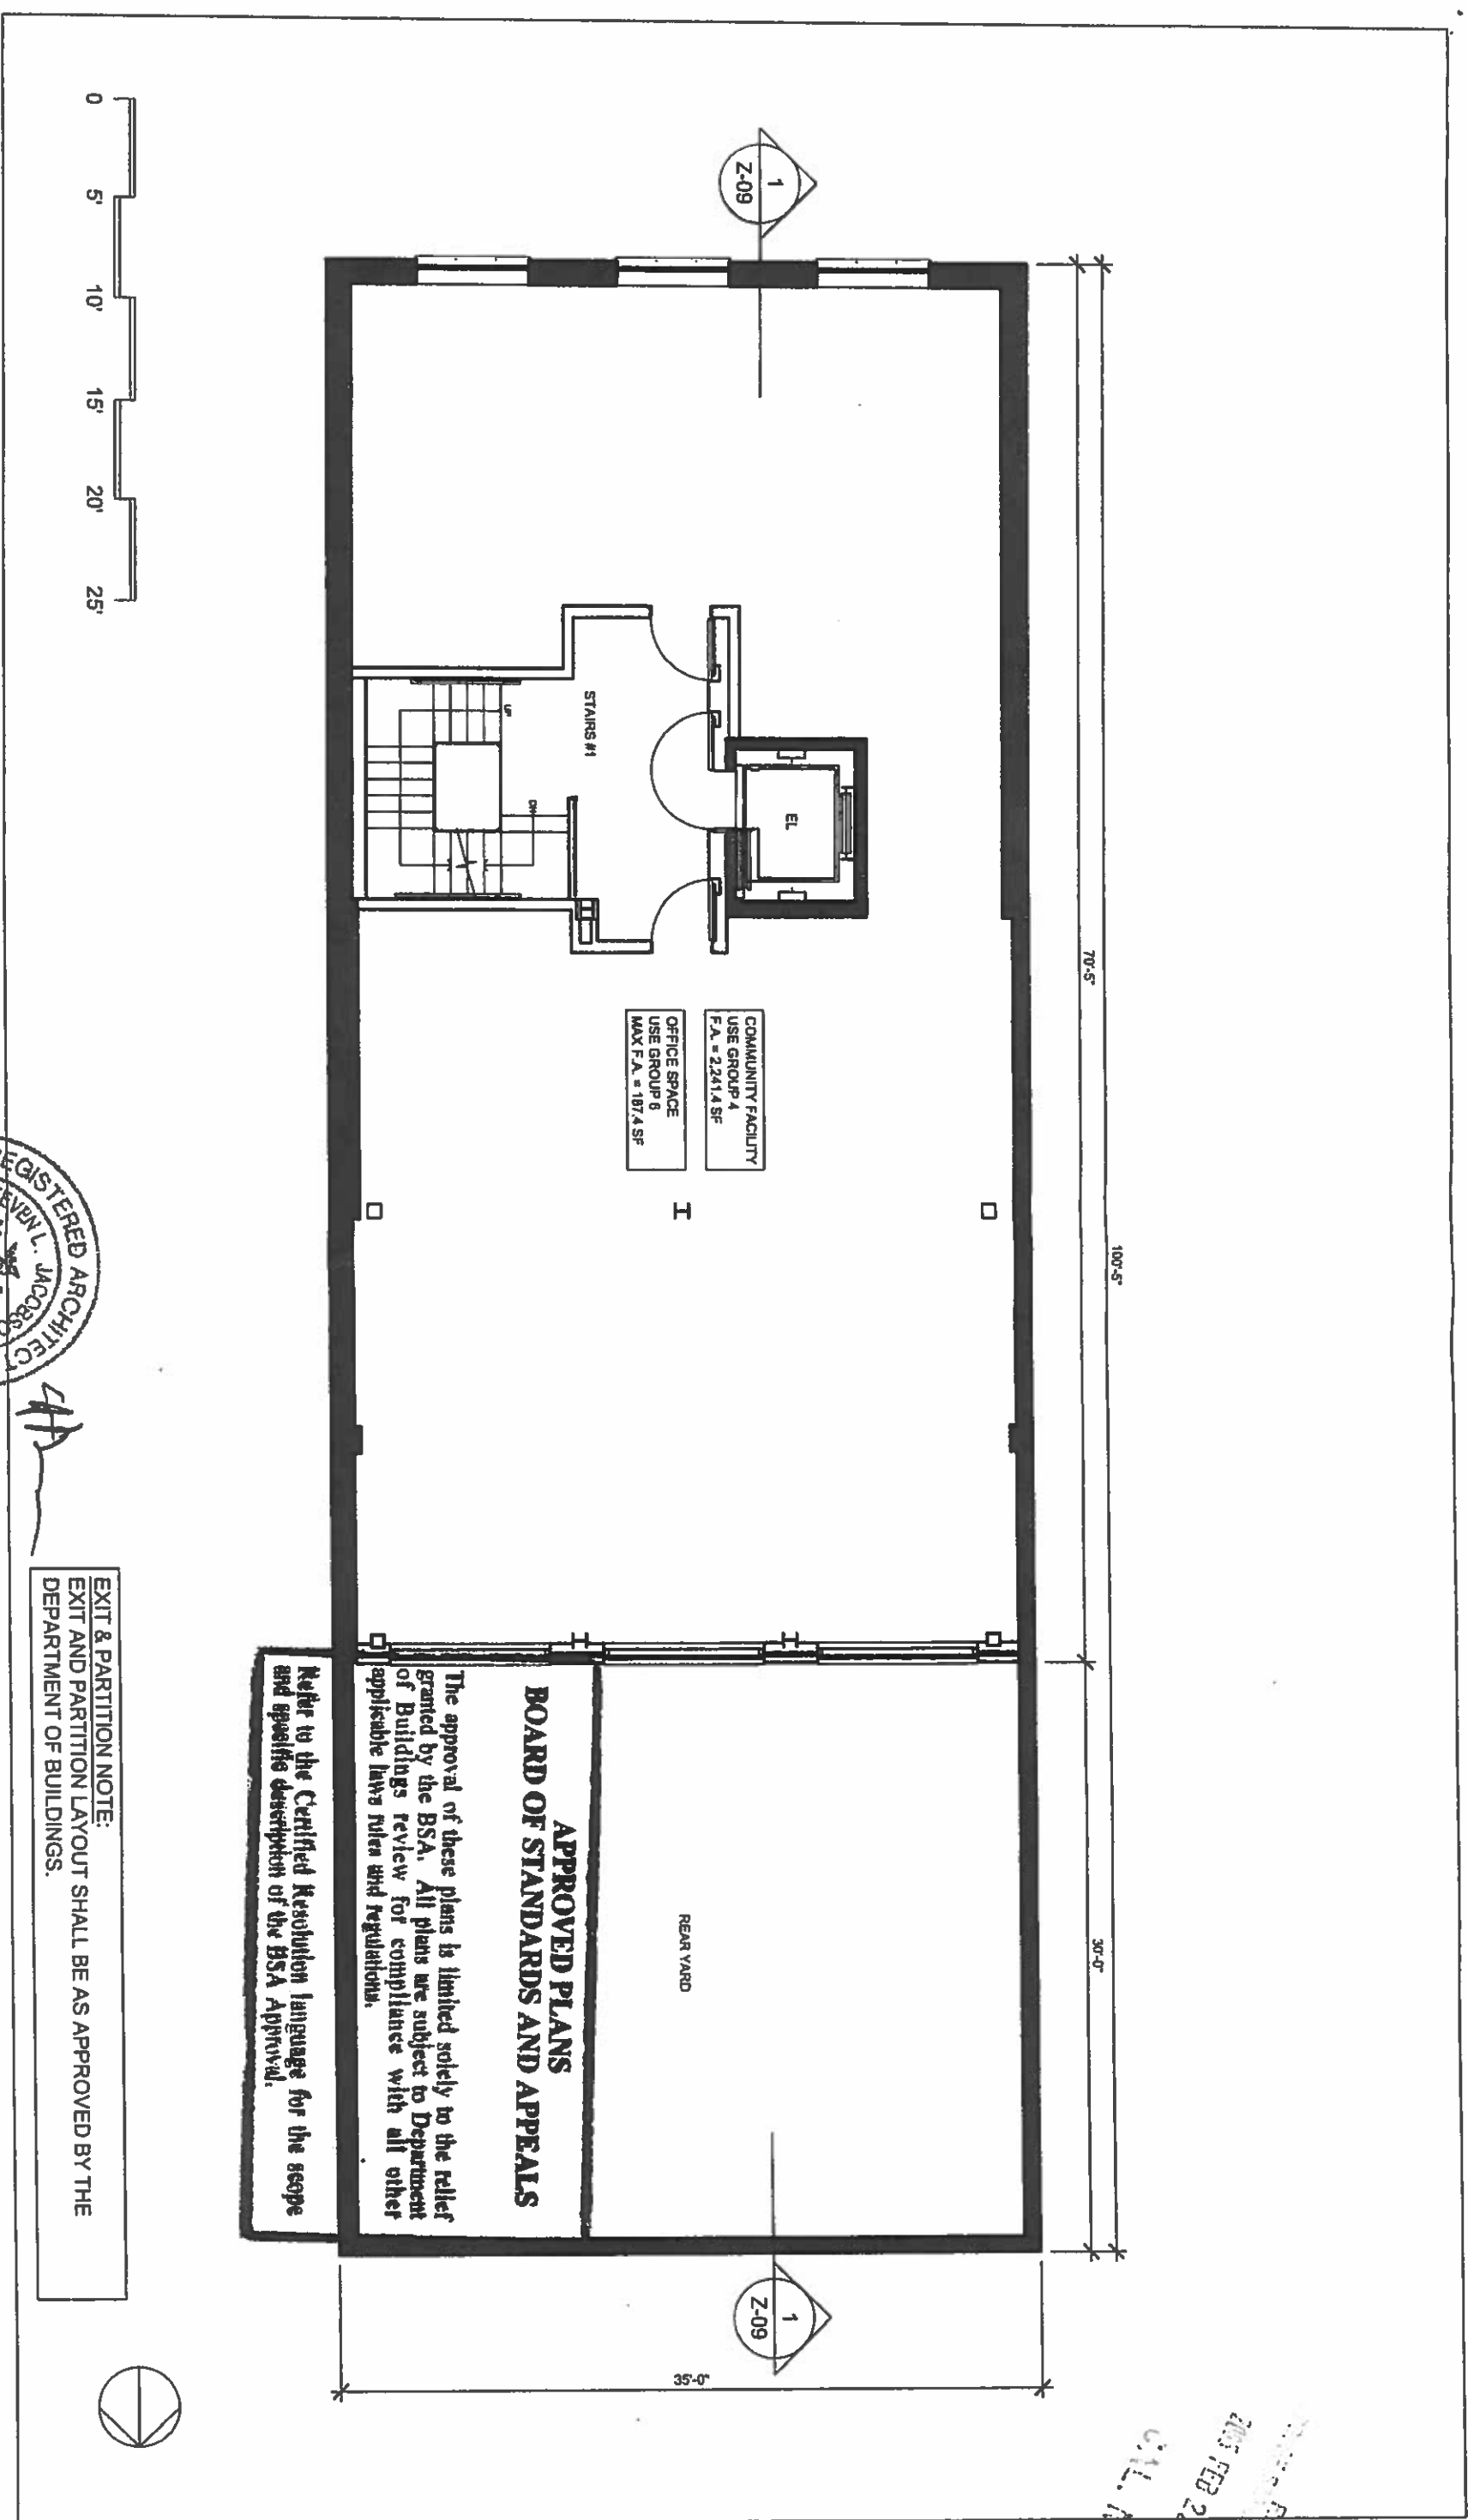 0 5' 10' 15' 20' 25'
1
Z-09
70'-5"
100'-5"
30'-0"
35'-0"
STAIRS #1
UP
DN
EL
COMMUNITY FACILITY
USE GROUP 4
F.A. = 2,241.4 SF
OFFICE SPACE
USE GROUP 6
MAX F.A. = 187.4 SF
REAR YARD
1
Z-09
APPROVED PLANS
BOARD OF STANDARDS AND APPEALS
The approval of these plans is limited solely to the relief
granted by the BSA. All plans are subject to Department
of Buildings review for compliance with all other
applicable laws rules and regulations.
Refer to the Certified Resolution language for the scope
and specific description of the BSA Approval.
EXIT & PARTITION NOTE:
EXIT AND PARTITION LAYOUT SHALL BE AS APPROVED BY THE
DEPARTMENT OF BUILDINGS.
REGISTERED ARCHITECT
STEVEN L. JACOBS
FEB
CAL.